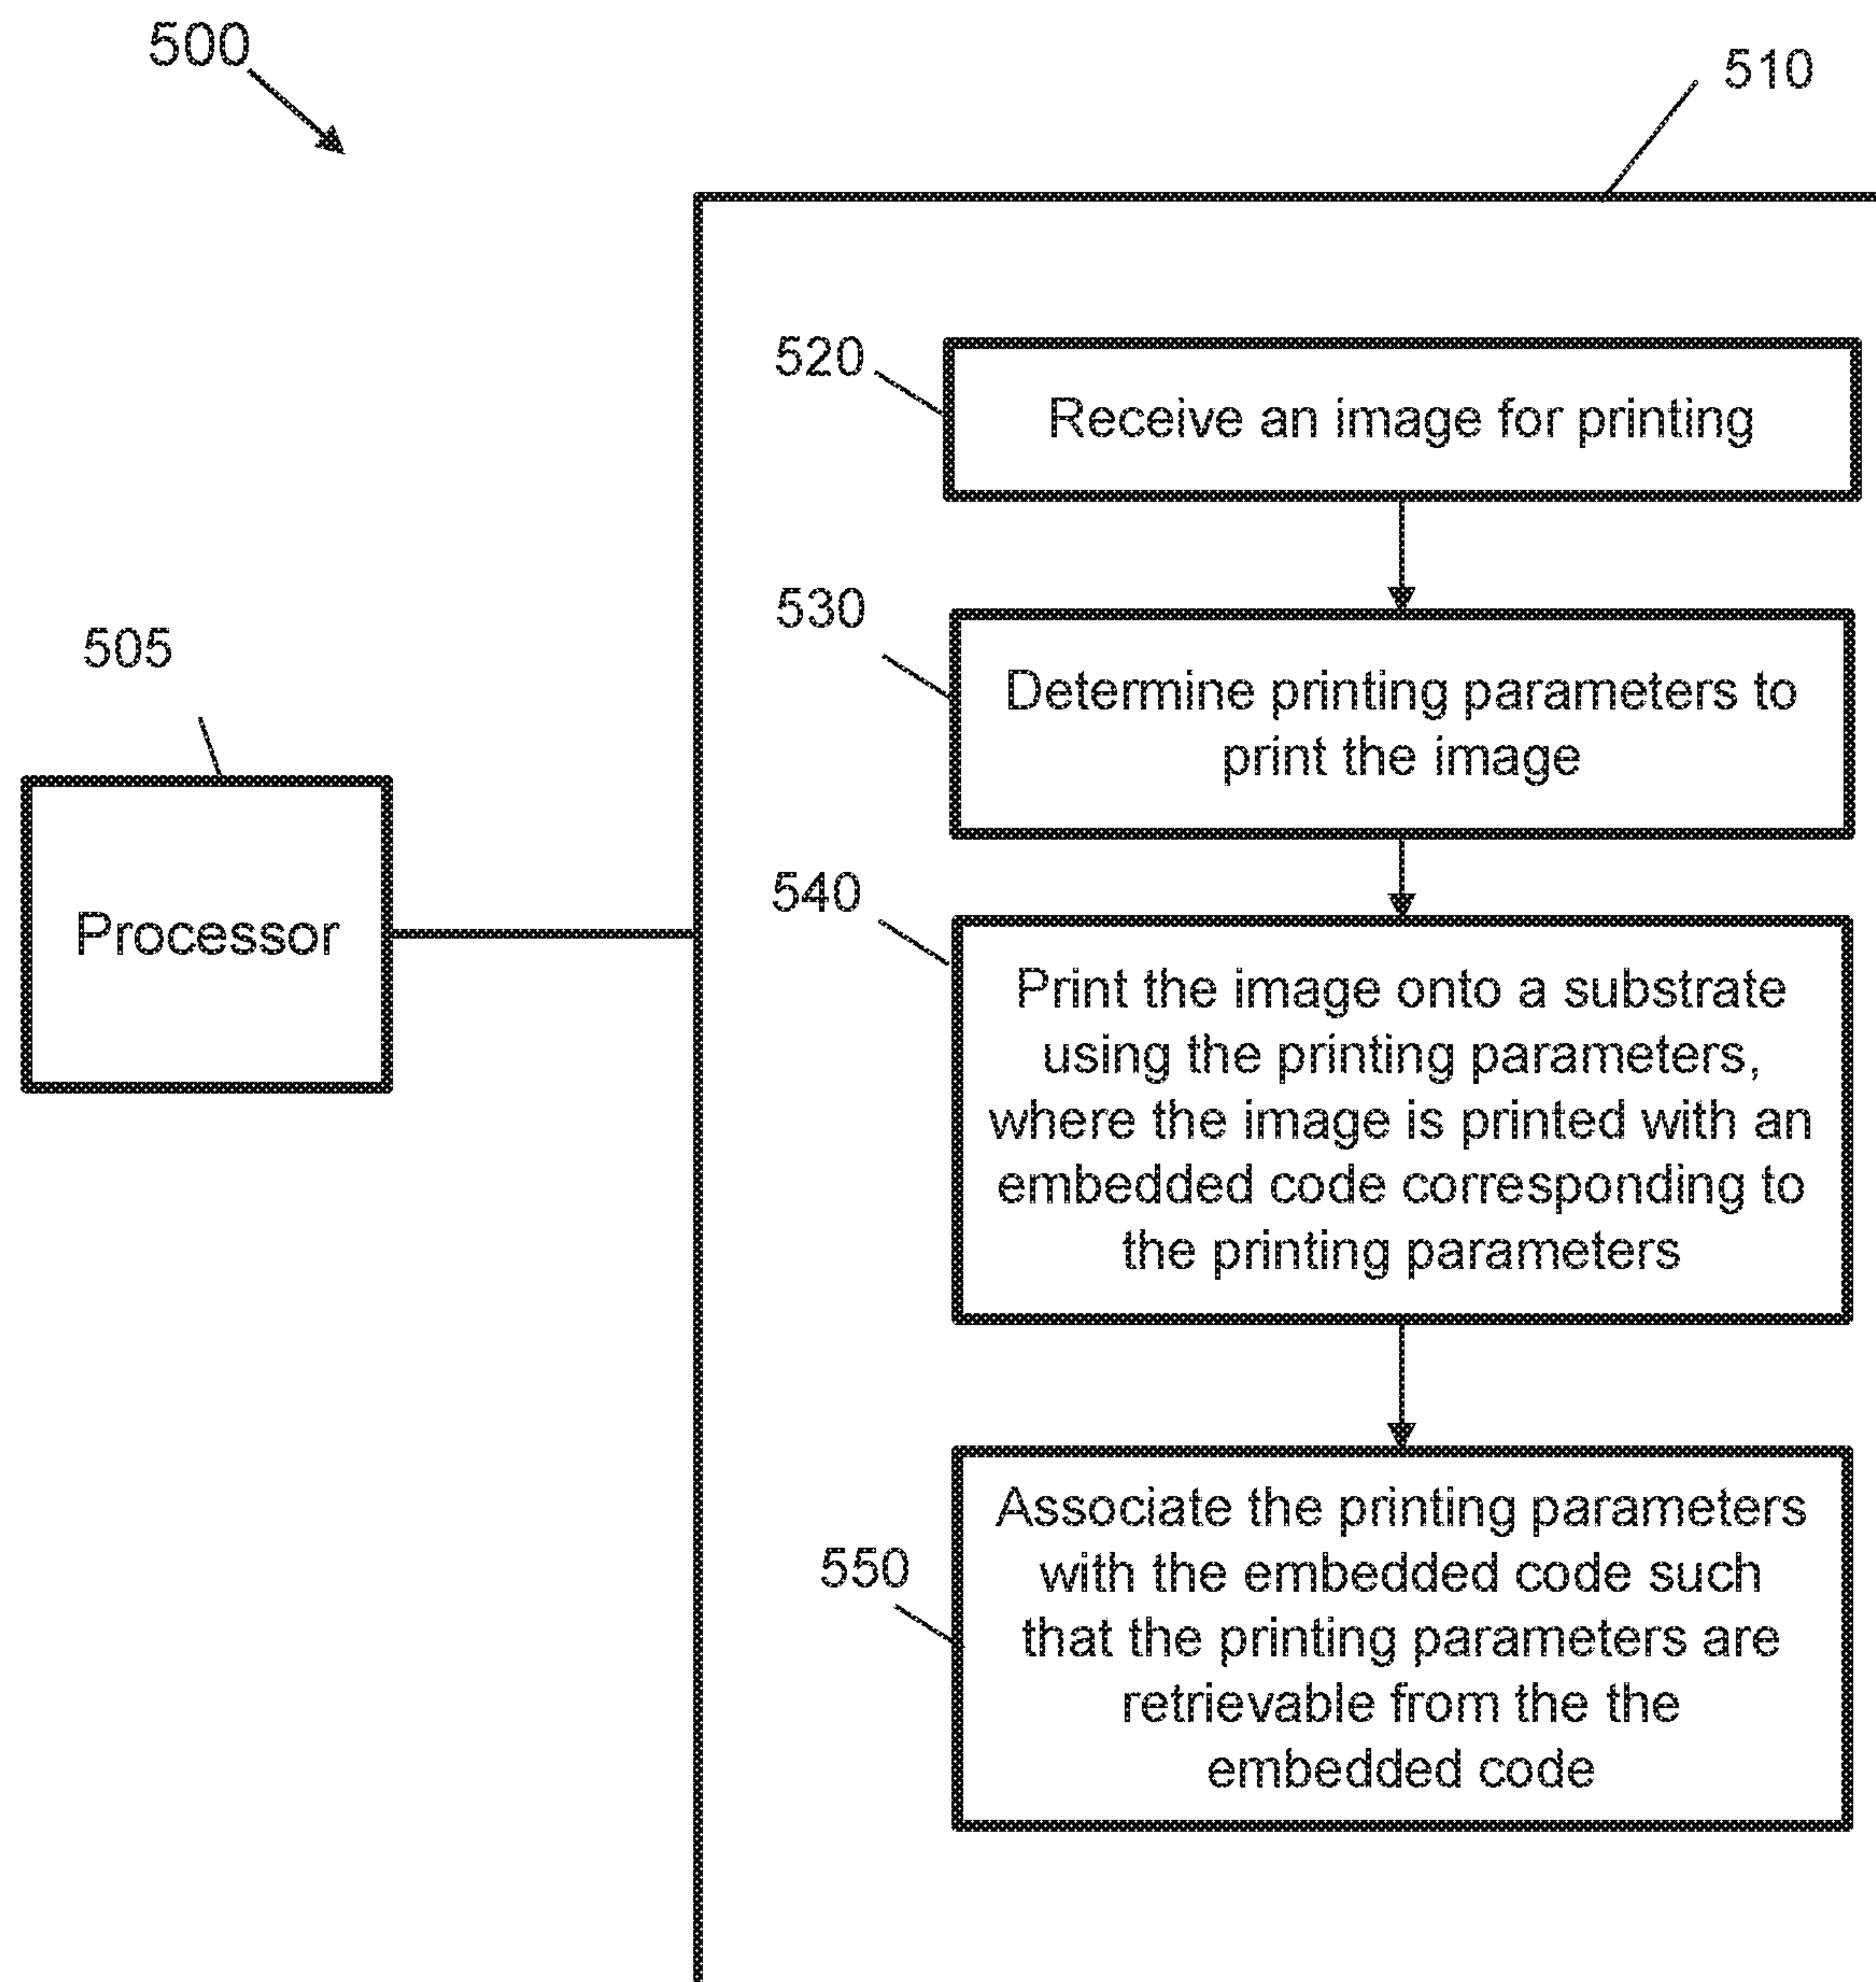 500
510
520
Receive an image for printing
530
Determine printing parameters to
print the image
505
Processor
540
Print the image onto a substrate
using the printing parameters,
where the image is printed with an
embedded code corresponding to
the printing parameters
550
Associate the printing parameters
with the embedded code such
that the printing parameters are
retrievable from the the
embedded code